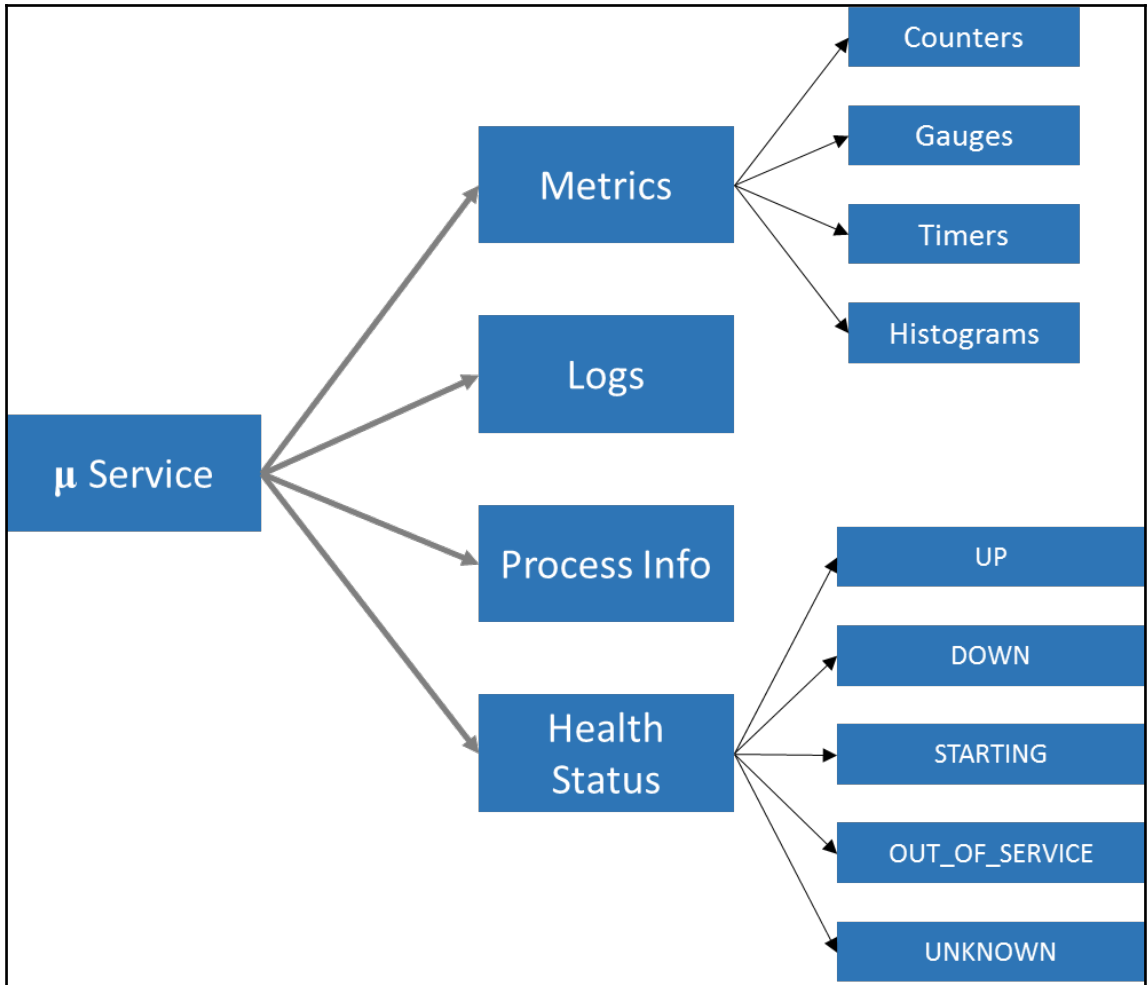 μ Service
Metrics
Logs
Process Info
Health
Status
Counters
Gauges
Timers
Histograms
UP
DOWN
STARTING
OUT_OF_SERVICE
UNKNOWN